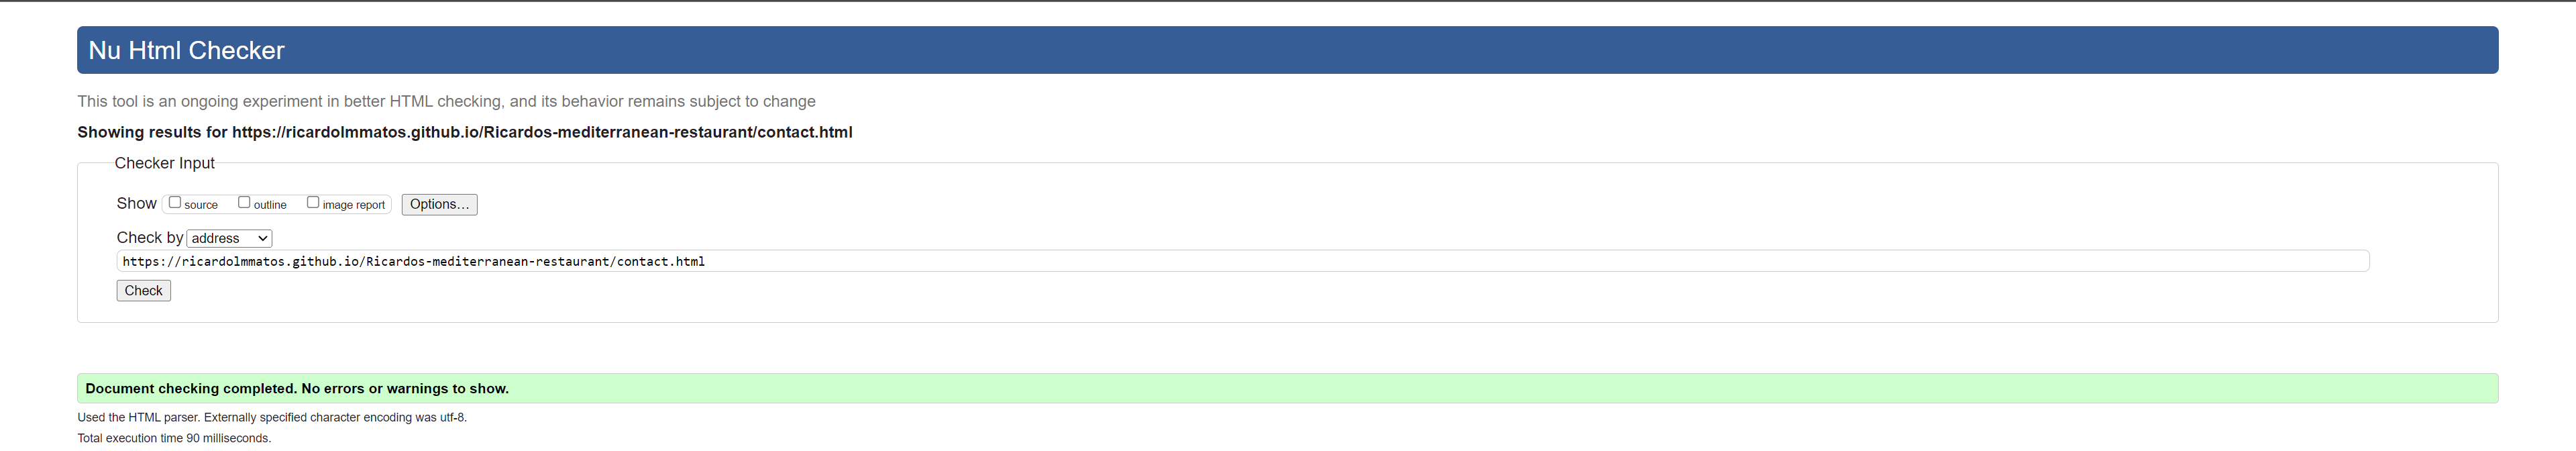 Nu Html Checker
This tool is an ongoing experiment in better HTML checking, and its behavior remains subject to change
Showing results for https://ricardolmmatos.github.io/Ricardos-mediterranean-restaurant/contact.html
Checker Input
Show source outline image report Options...
Check by address
https://ricardolmmatos.github.io/Ricardos-mediterranean-restaurant/contact.html
Check
Document checking completed. No errors or warnings to show.
Used the HTML parser. Externally specified character encoding was utf-8.
Total execution time 90 milliseconds.